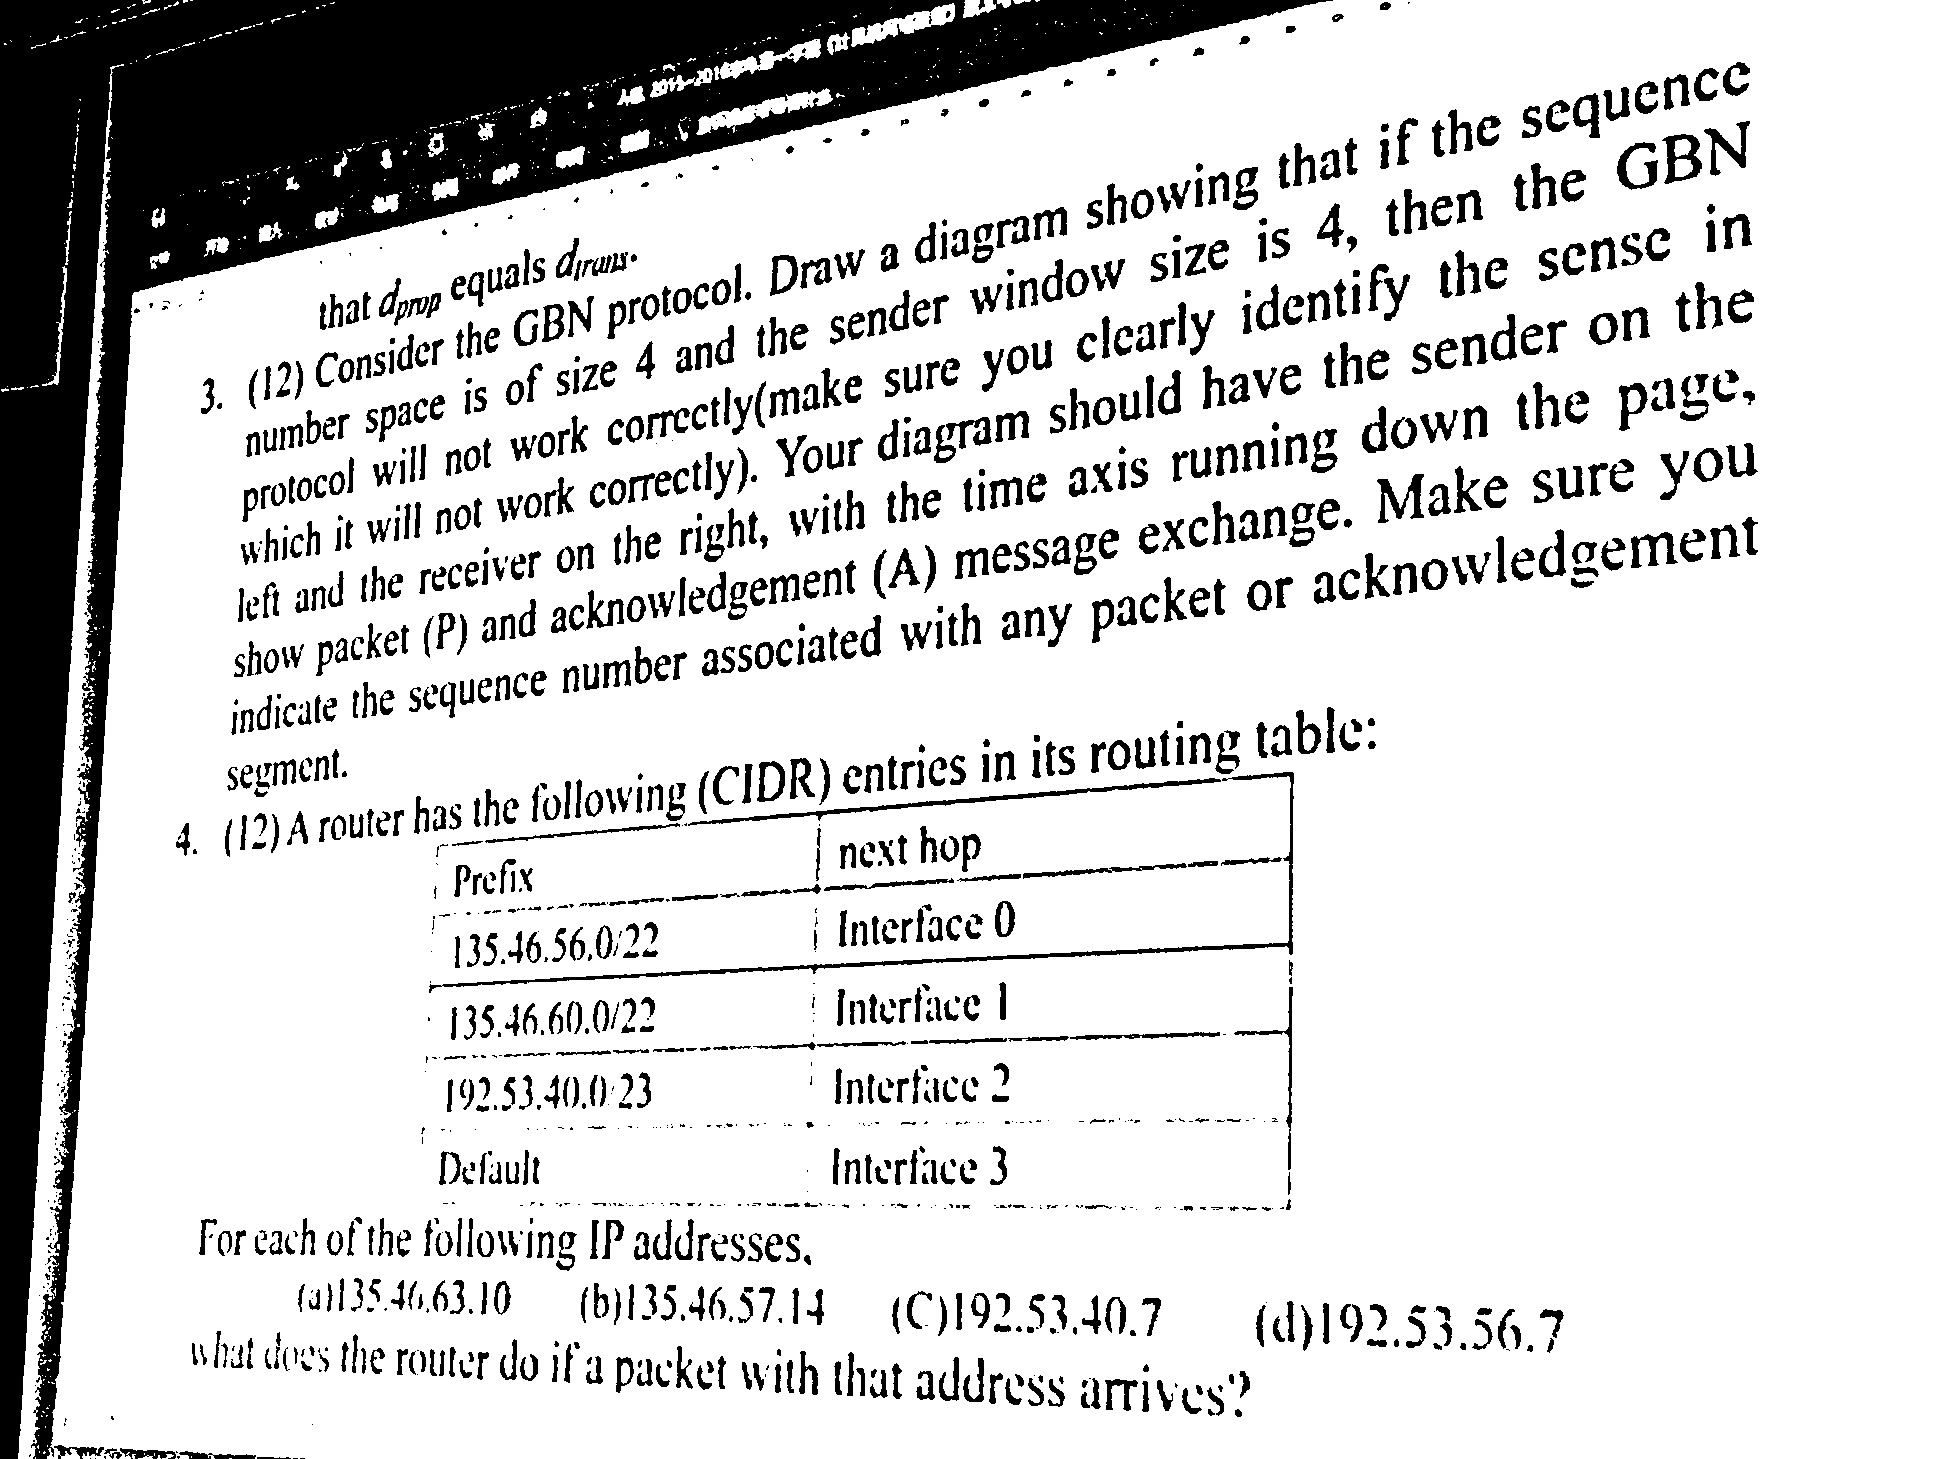 that dprop equals dtrans.
3. (12) Consider the GBN protocol. Draw a diagram showing that if the sequence
number space is of size 4 and the sender window size is 4, then the GBN
protocol will not work correctly(make sure you clearly identify the sense in
which it will not work correctly). Your diagram should have the sender on the
left and the receiver on the right, with the time axis running down the page,
show packet (P) and acknowledgement (A) message exchange. Make sure you
indicate the sequence number associated with any packet or acknowledgement
segment.
4. (12) A router has the following (CIDR) entries in its routing table:
Prefix next hop
135.46.56.0/22 Interface 0
135.46.60.0/22 Interface 1
192.53.40.0/23 Interface 2
Default Interface 3
For each of the following IP addresses,
(a)135.46.63.10 (b)135.46.57.14 (C)192.53.40.7 (d)192.53.56.7
what does the router do if a packet with that address arrives?